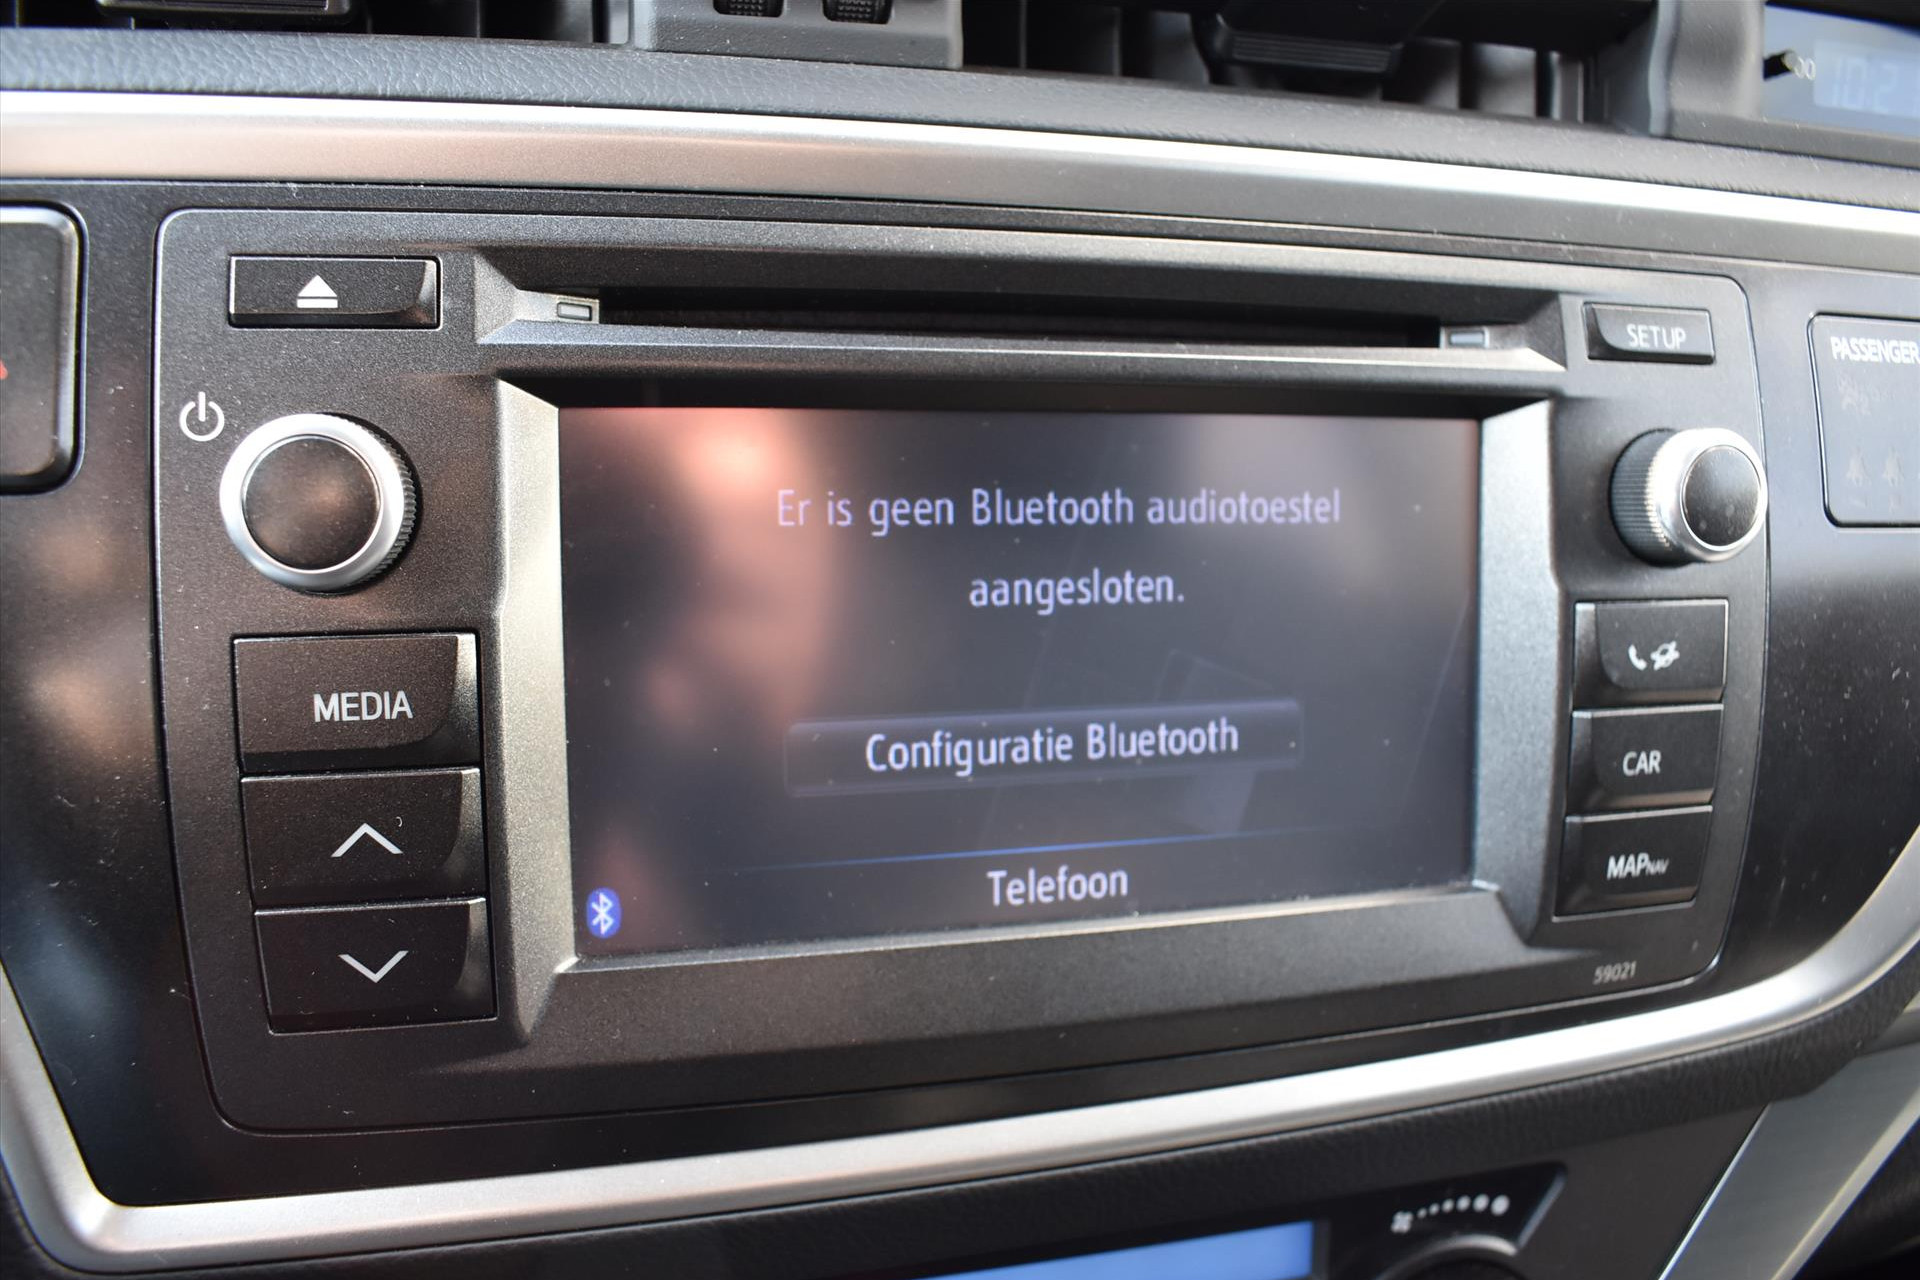 SETUP
PASSENGER
Er is geen Bluetooth audiotoestel
aangesloten.
MEDIA
Configuratie Bluetooth
CAR
MAPNAV
Telefoon
59021